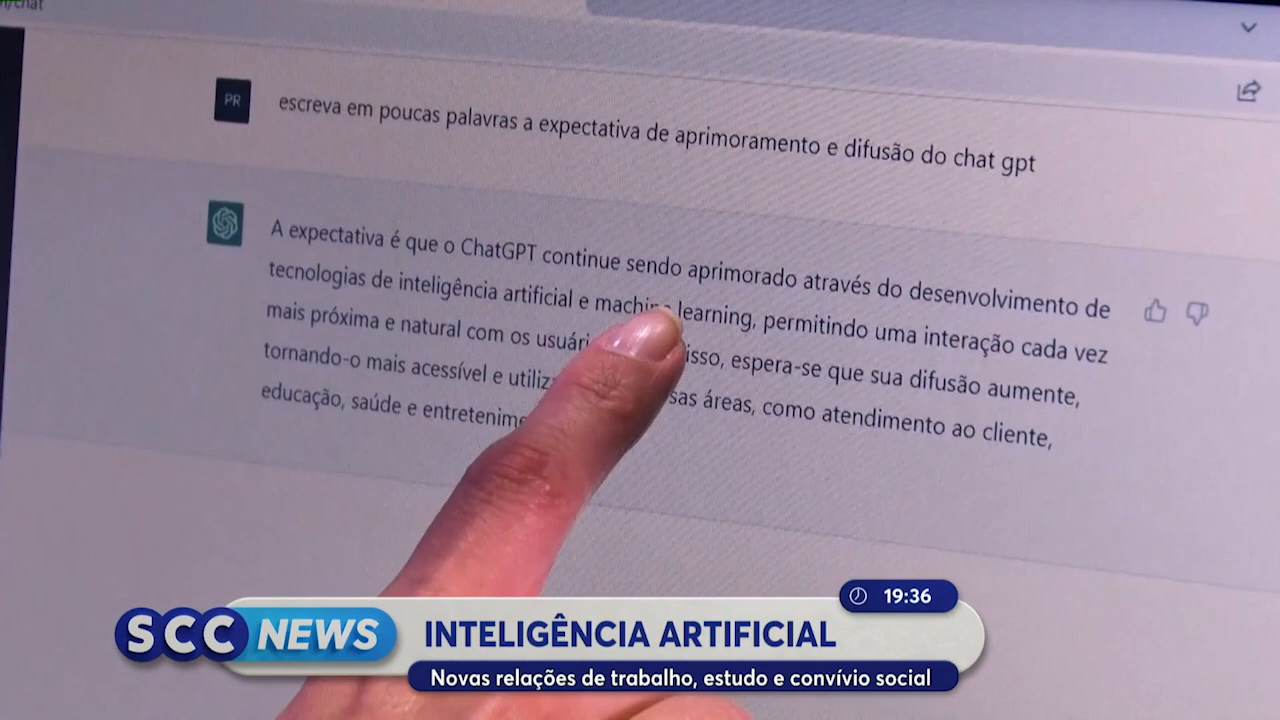 PR
escreva em poucas palavras a expectativa de aprimoramento e difusão do chat gpt
A expectativa é que o ChatGPT continue sendo aprimorado através do desenvolvimento de
tecnologias de inteligência artificial e machine learning, permitindo uma interação cada vez
mais próxima e natural com os isso, espera-se que sua difusão aumente,
tornando-o mais acessível e áreas, como atendimento ao cliente,
educação, saúde e
19:36
SCC NEWS
INTELIGÊNCIA ARTIFICIAL
Novas relações de trabalho, estudo e convívio social